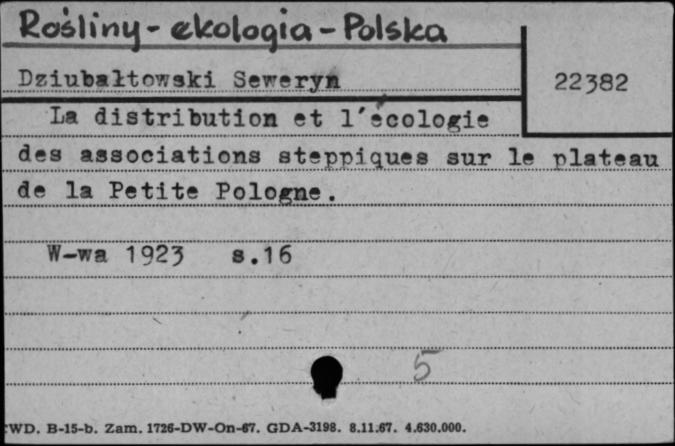 Rośliny - ekologia - Polska
Dziubałtowski Seweryn
22382
La distribution et l'écologie
des associations steppiques sur le plateau
de la Petite Pologne.
W-wa 1923 s.16
5
WD. B-15-b. Zam. 1726-DW-On-67. GDA-3198. 8.11.67. 4.630.000.